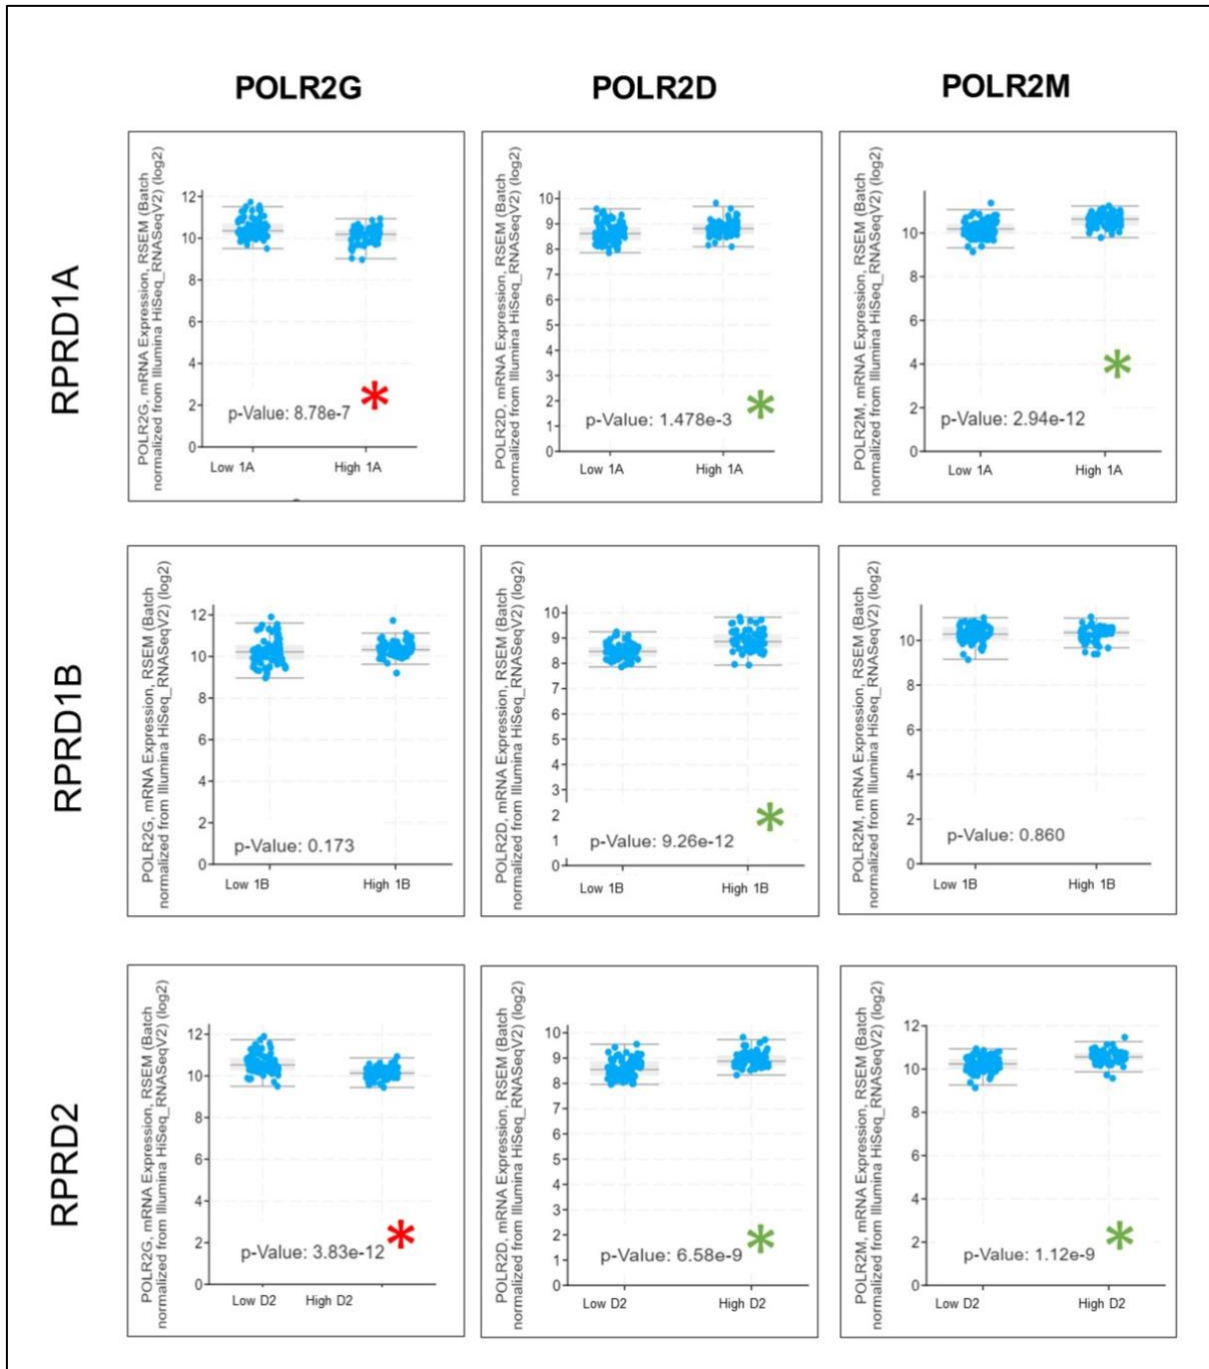 POLR2G POLR2D POLR2M
RPRD1A
POLR2G, mRNA Expression, RSEM (Batch
normalized from Illumina HiSeq_RNASeqV2) (log2)
12
10
8
6
4
2
0
p-Value: 8.78e-7
*
Low 1A High 1A
POLR2D, mRNA Expression, RSEM (Batch
normalized from Illumina HiSeq_RNASeqV2) (log2)
10
9
8
7
6
5
4
3
2
1
0
p-Value: 1.478e-3
*
Low 1A High 1A
POLR2M, mRNA Expression, RSEM (Batch
normalized from Illumina HiSeq_RNASeqV2) (log2)
10
8
6
4
2
0
p-Value: 2.94e-12
*
Low 1A High 1A
RPRD1B
POLR2G, mRNA Expression, RSEM (Batch
normalized from Illumina HiSeq_RNASeqV2) (log2)
12
10
8
6
4
2
0
p-Value: 0.173
Low 1B High 1B
POLR2D, mRNA Expression, RSEM (Batch
normalized from Illumina HiSeq_RNASeqV2) (log2)
10
9
8
7
6
5
4
3
2
1
0
p-Value: 9.26e-12
*
Low 1B High 1B
POLR2M, mRNA Expression, RSEM (Batch
normalized from Illumina HiSeq_RNASeqV2) (log2)
10
8
6
4
2
0
p-Value: 0.860
Low 1B High 1B
RPRD2
POLR2G, mRNA Expression, RSEM (Batch
normalized from Illumina HiSeq_RNASeqV2) (log2)
12
10
8
6
4
2
0
p-Value: 3.83e-12
*
Low D2 High D2
POLR2D, mRNA Expression, RSEM (Batch
normalized from Illumina HiSeq_RNASeqV2) (log2)
10
9
8
7
6
5
4
3
2
1
0
p-Value: 6.58e-9
*
Low D2 High D2
POLR2M, mRNA Expression, RSEM (Batch
normalized from Illumina HiSeq_RNASeqV2) (log2)
12
10
8
6
4
2
0
p-Value: 1.12e-9
*
Low D2 High D2